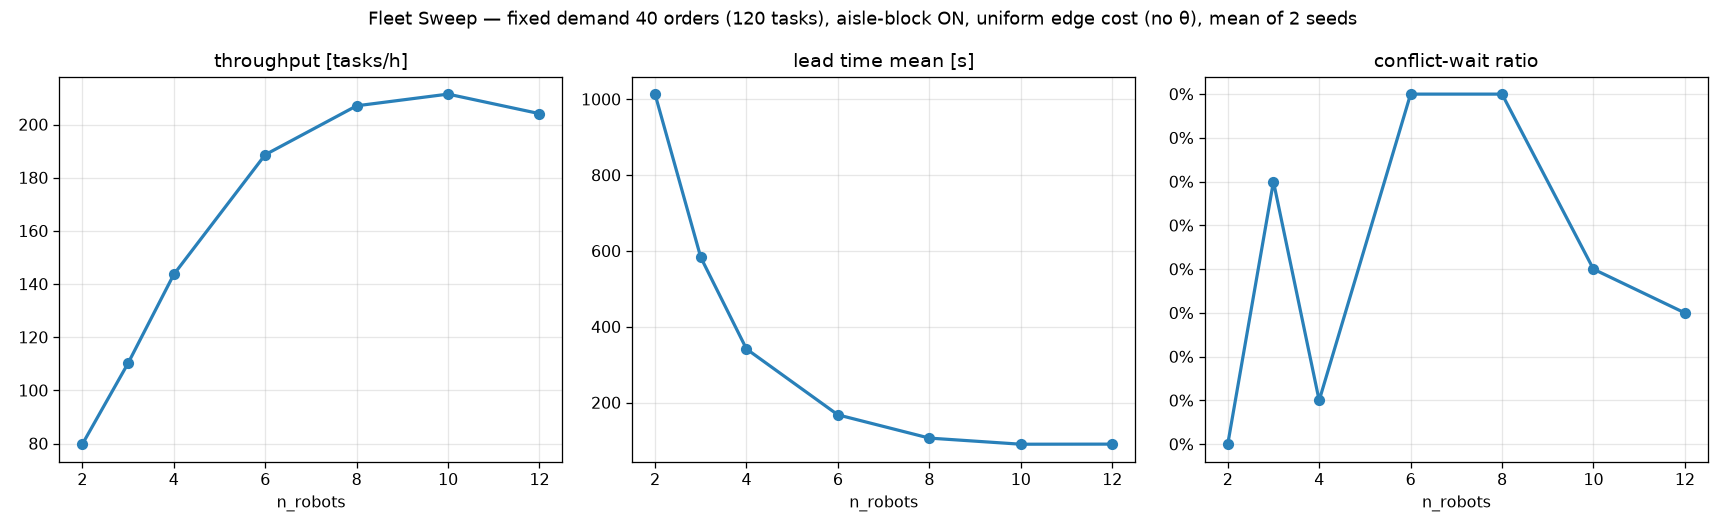 Fleet Sweep — fixed demand 40 orders (120 tasks), aisle-block ON, uniform edge cost (no θ), mean of 2 seeds
throughput [tasks/h]
200
180
160
140
120
100
80
2 4 6 8 10 12
n_robots
lead time mean [s]
1000
800
600
400
200
2 4 6 8 10 12
n_robots
conflict-wait ratio
0%
0%
0%
0%
0%
0%
0%
0%
0%
2 4 6 8 10 12
n_robots